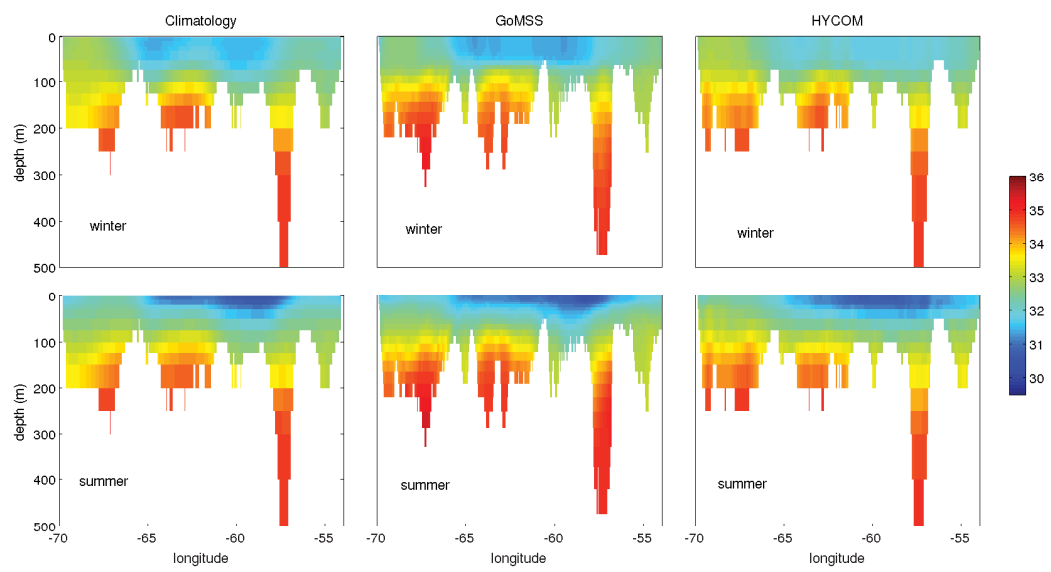 Climatology GoMSS HYCOM
0
100
200
300
400
500
depth (m)
winter winter winter
36
35
34
33
32
31
30
0
100
200
300
400
500
depth (m)
summer summer summer
-70 -65 -60 -55 -70 -65 -60 -55 -70 -65 -60 -55
longitude longitude longitude